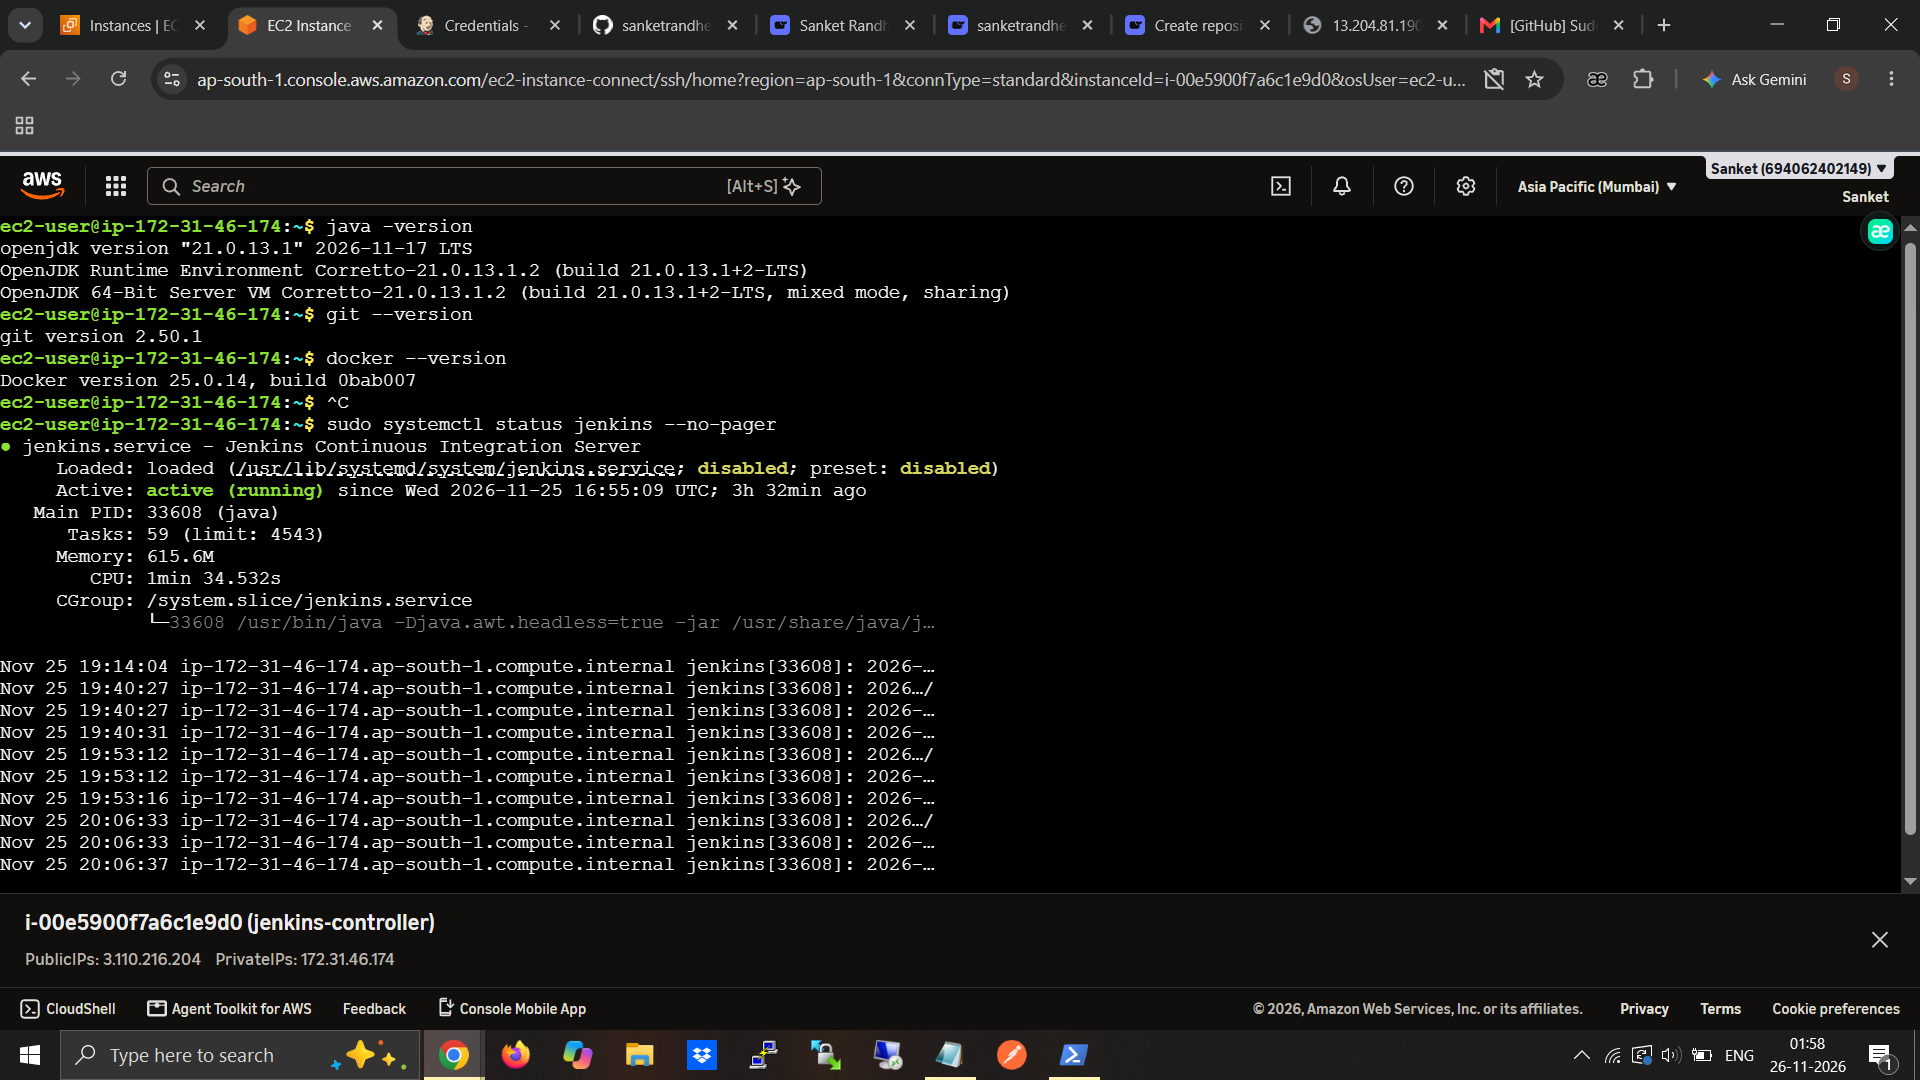 Instances | EC
EC2 Instance
Credentials -
sanketrandhe
Sanket Randh
sanketrandhe
Create reposi
13.204.81.190
[GitHub] Sud
ap-south-1.console.aws.amazon.com/ec2-instance-connect/ssh/home?region=ap-south-1&connType=standard&instanceId=i-00e5900f7a6c1e9d0&osUser=ec2-u...
Ask Gemini
S
aws
Search
[Alt+S]
Asia Pacific (Mumbai)
Sanket (694062402149)
Sanket
ec2-user@ip-172-31-46-174:~$ java -version
openjdk version "21.0.13.1" 2026-11-17 LTS
OpenJDK Runtime Environment Corretto-21.0.13.1.2 (build 21.0.13.1+2-LTS)
OpenJDK 64-Bit Server VM Corretto-21.0.13.1.2 (build 21.0.13.1+2-LTS, mixed mode, sharing)
ec2-user@ip-172-31-46-174:~$ git --version
git version 2.50.1
ec2-user@ip-172-31-46-174:~$ docker --version
Docker version 25.0.14, build 0bab007
ec2-user@ip-172-31-46-174:~$ ^C
ec2-user@ip-172-31-46-174:~$ sudo systemctl status jenkins --no-pager
● jenkins.service - Jenkins Continuous Integration Server
Loaded: loaded (/usr/lib/systemd/system/jenkins.service; disabled; preset: disabled)
Active: active (running) since Wed 2026-11-25 16:55:09 UTC; 3h 32min ago
Main PID: 33608 (java)
Tasks: 59 (limit: 4543)
Memory: 615.6M
CPU: 1min 34.532s
CGroup: /system.slice/jenkins.service
└─33608 /usr/bin/java -Djava.awt.headless=true -jar /usr/share/java/j…
Nov 25 19:14:04 ip-172-31-46-174.ap-south-1.compute.internal jenkins[33608]: 2026-…
Nov 25 19:40:27 ip-172-31-46-174.ap-south-1.compute.internal jenkins[33608]: 2026…/
Nov 25 19:40:27 ip-172-31-46-174.ap-south-1.compute.internal jenkins[33608]: 2026-…
Nov 25 19:40:31 ip-172-31-46-174.ap-south-1.compute.internal jenkins[33608]: 2026-…
Nov 25 19:53:12 ip-172-31-46-174.ap-south-1.compute.internal jenkins[33608]: 2026…/
Nov 25 19:53:12 ip-172-31-46-174.ap-south-1.compute.internal jenkins[33608]: 2026-…
Nov 25 19:53:16 ip-172-31-46-174.ap-south-1.compute.internal jenkins[33608]: 2026-…
Nov 25 20:06:33 ip-172-31-46-174.ap-south-1.compute.internal jenkins[33608]: 2026…/
Nov 25 20:06:33 ip-172-31-46-174.ap-south-1.compute.internal jenkins[33608]: 2026-…
Nov 25 20:06:37 ip-172-31-46-174.ap-south-1.compute.internal jenkins[33608]: 2026-…
i-00e5900f7a6c1e9d0 (jenkins-controller)
PublicIPs: 3.110.216.204 PrivateIPs: 172.31.46.174
CloudShell Agent Toolkit for AWS Feedback Console Mobile App
© 2026, Amazon Web Services, Inc. or its affiliates. Privacy Terms Cookie preferences
Type here to search
ENG
01:58
26-11-2026
1